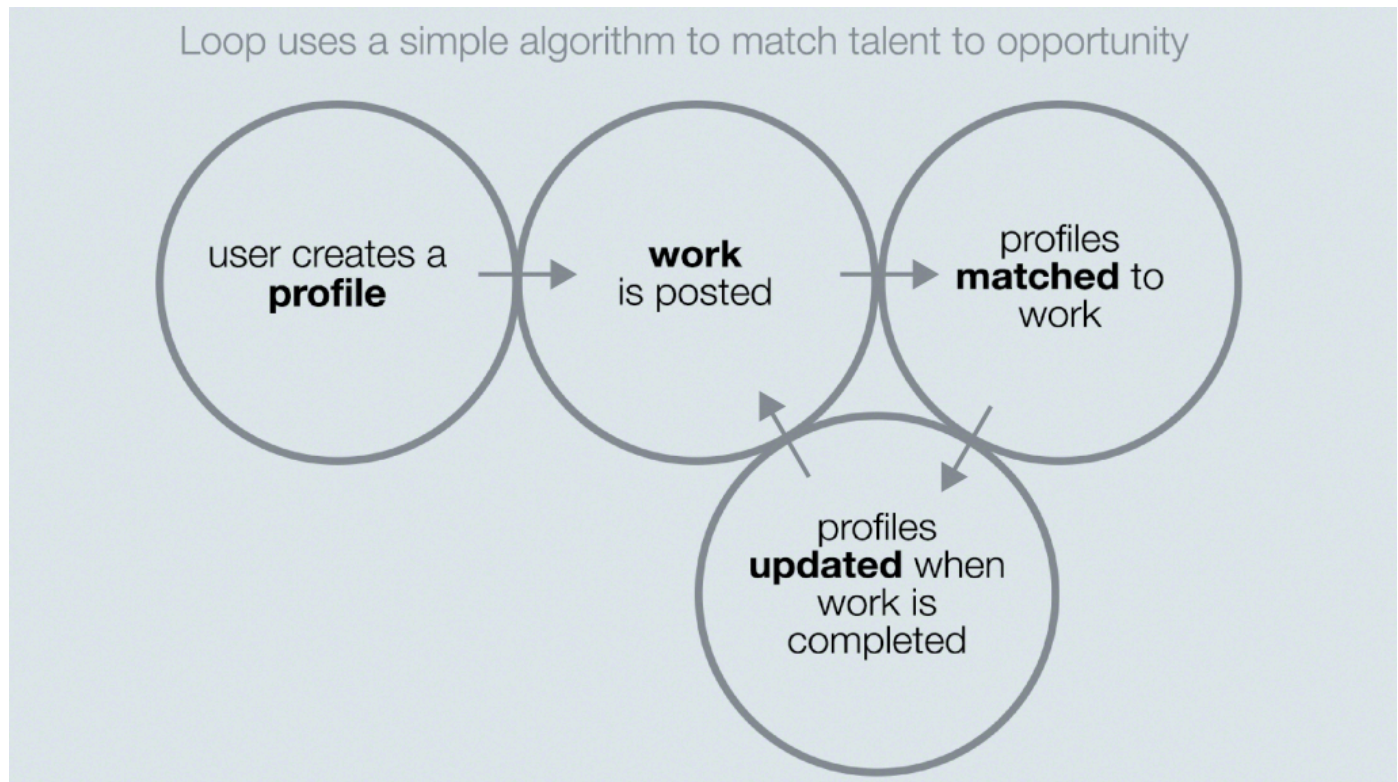 Loop uses a simple algorithm to match talent to opportunity
user creates a
profile
work
is posted
profiles
matched to
work
profiles
updated when
work is
completed